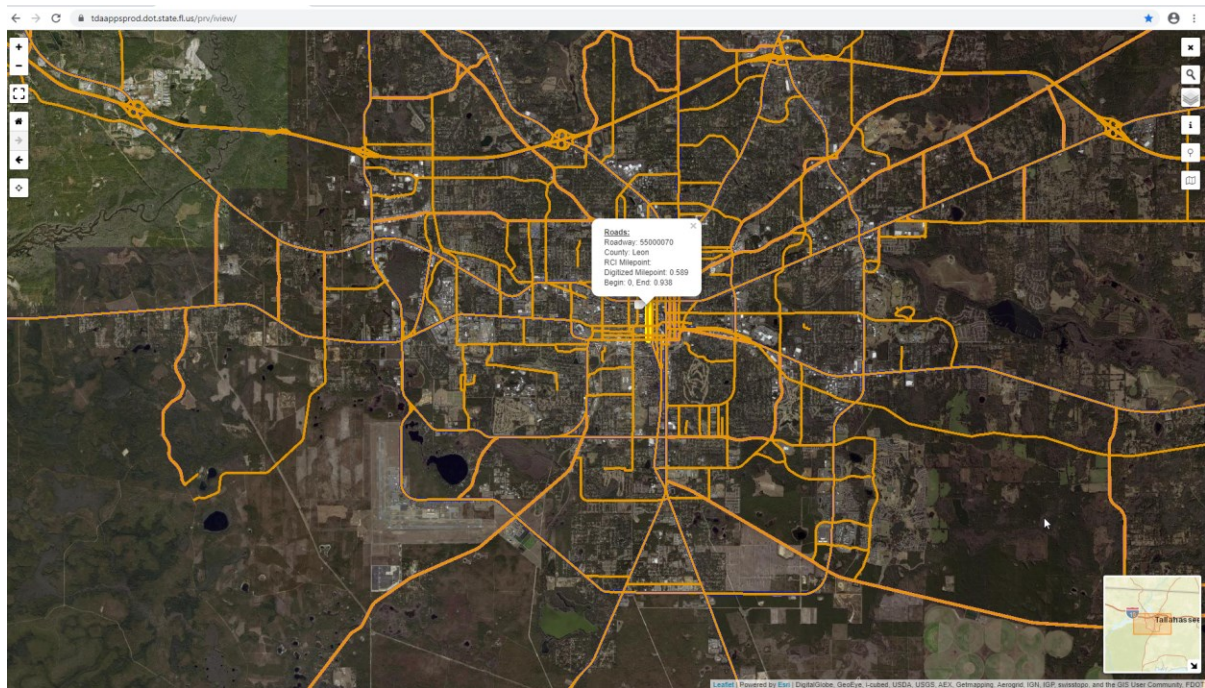 tdaappsprod.dot.state.fl.us/prv/iview/
Roads:
Roadway: 55000070
County: Leon
RCI Milepoint:
Digitized Milepoint: 0.589
Begin: 0, End: 0.938
Tallahassee
Leaflet | Powered by Esri | DigitalGlobe, GeoEye, i-cubed, USDA, USGS, AEX, Getmapping, Aerogrid, IGN, IGP, swisstopo, and the GIS User Community, FDOT